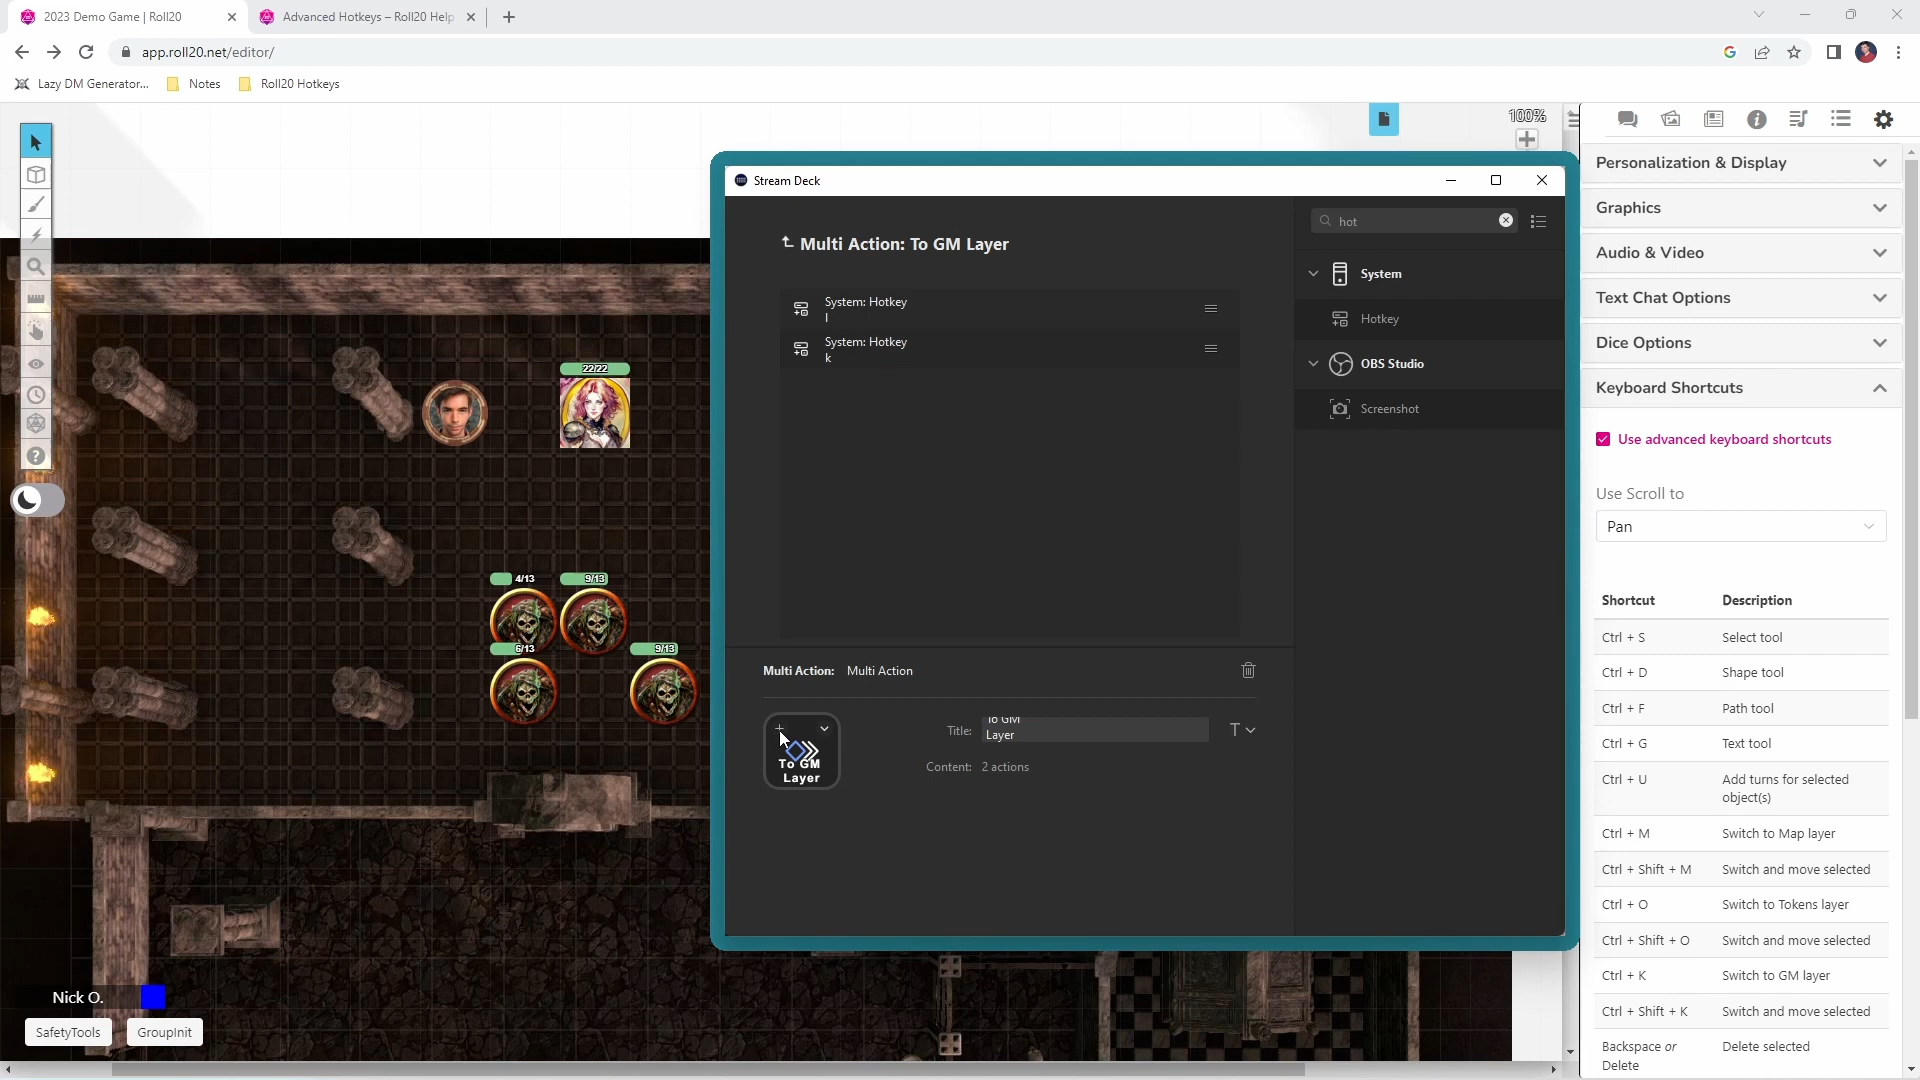 2023 Demo Game | Roll20
Advanced Hotkeys – Roll20 Help
app.roll20.net/editor/
Lazy DM Generator...
Notes
Roll20 Hotkeys
100%
Stream Deck
Multi Action: To GM Layer
System: Hotkey
l
System: Hotkey
k
hot
System
Hotkey
OBS Studio
Screenshot
Multi Action: Multi Action
To GM
Layer
Title:
To GM
Layer
T
Content: 2 actions
22/22
4/13
9/13
6/13
9/13
Nick O.
SafetyTools
GroupInit
Personalization & Display
Graphics
Audio & Video
Text Chat Options
Dice Options
Keyboard Shortcuts
Use advanced keyboard shortcuts
Use Scroll to
Pan
Shortcut Description
Ctrl + S Select tool
Ctrl + D Shape tool
Ctrl + F Path tool
Ctrl + G Text tool
Ctrl + U Add turns for selected
object(s)
Ctrl + M Switch to Map layer
Ctrl + Shift + M Switch and move selected
Ctrl + O Switch to Tokens layer
Ctrl + Shift + O Switch and move selected
Ctrl + K Switch to GM layer
Ctrl + Shift + K Switch and move selected
Backspace or Delete selected
Delete